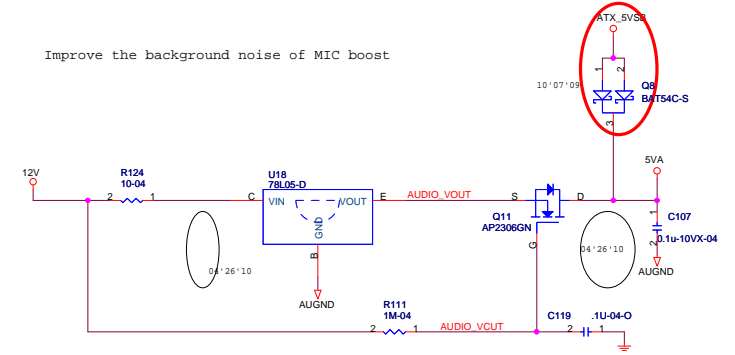 ATX_5VSB
Improve the background noise of MIC boost
1
2
10'07'09
Q8
BAT54C-S
3
12V
R124
10-04
2
1
C
U18
78L05-D
VIN
VOUT
GND
E
AUDIO_VOUT
S
D
Q11
AP2306GN
G
5VA
1
C107
2
0.1u-10VX-04
AUGND
04'26'10
04'26'10
B
AUGND
R111
1M-04
2
1
AUDIO_VCUT
C119
.1U-04-O
2
1